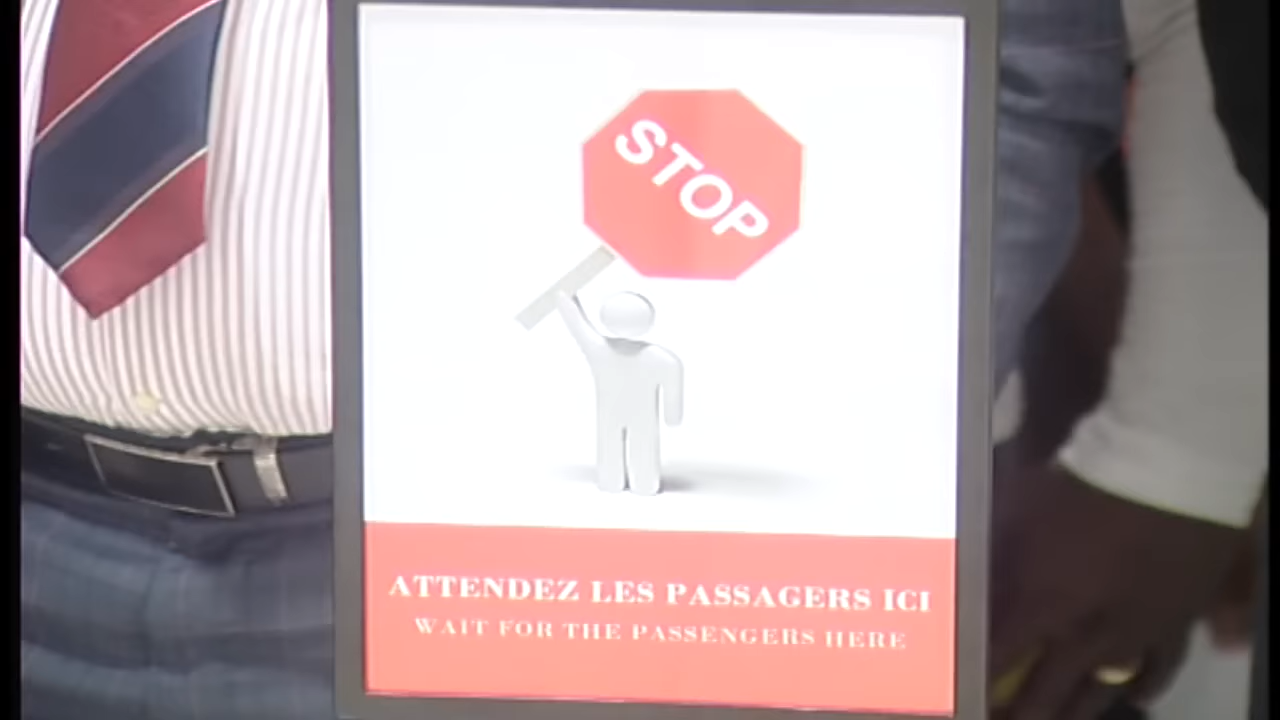 STOP
ATTENDEZ LES PASSAGERS ICI
WAIT FOR THE PASSENGERS HERE